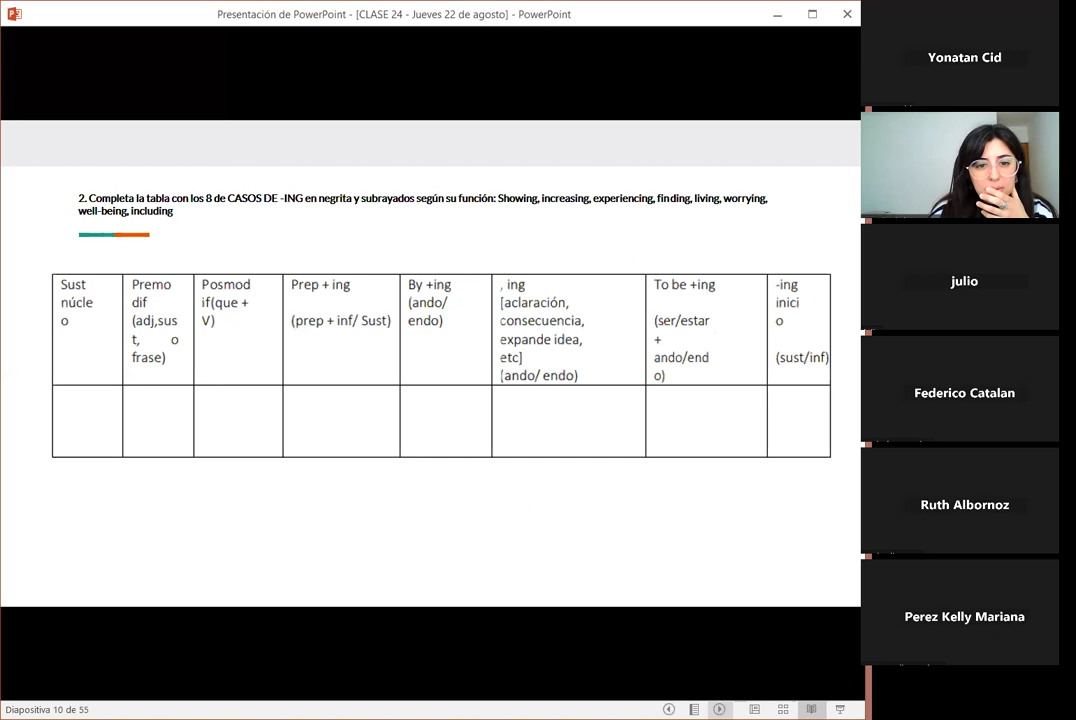 Presentación de PowerPoint - [CLASE 24 - Jueves 22 de agosto] - PowerPoint
2. Completa la tabla con los 8 de CASOS DE -ING en negrita y subrayados según su función: Showing, increasing, experiencing, finding, living, worrying,
well-being, including
Sust
núcle
o
Premo
dif
(adj,sus
t, o
frase)
Posmod
if(que +
V)
Prep + ing
(prep + inf/ Sust)
By +ing
(ando/
endo)
, ing
[aclaración,
consecuencia,
expande idea,
etc]
(ando/ endo)
To be +ing
(ser/estar
+
ando/end
o)
-ing
inici
o
(sust/inf)
Yonatan Cid
julio
Federico Catalan
Ruth Albornoz
Perez Kelly Mariana
Diapositiva 10 de 55